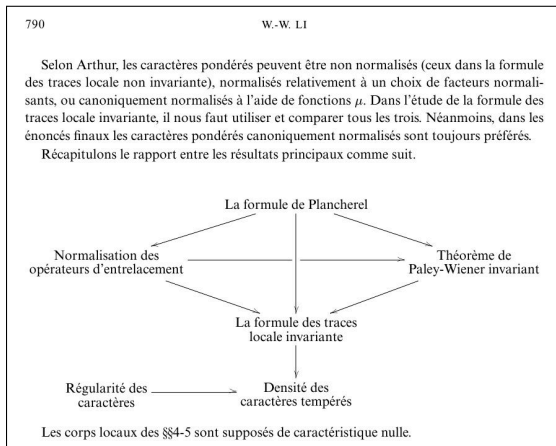 790
W.-W. LI
Selon Arthur, les caractères pondérés peuvent être non normalisés (ceux dans la formule
des traces locale non invariante), normalisés relativement à un choix de facteurs normali-
sants, ou canoniquement normalisés à l'aide de fonctions μ. Dans l'étude de la formule des
traces locale invariante, il nous faut utiliser et comparer tous les trois. Néanmoins, dans les
énoncés finaux les caractères pondérés canoniquement normalisés sont toujours préférés.
Récapitulons le rapport entre les résultats principaux comme suit.
La formule de Plancherel
Normalisation des
opérateurs d'entrelacement
Théorème de
Paley-Wiener invariant
La formule des traces
locale invariante
Régularité des
caractères
Densité des
caractères tempérés
Les corps locaux des §§4-5 sont supposés de caractéristique nulle.